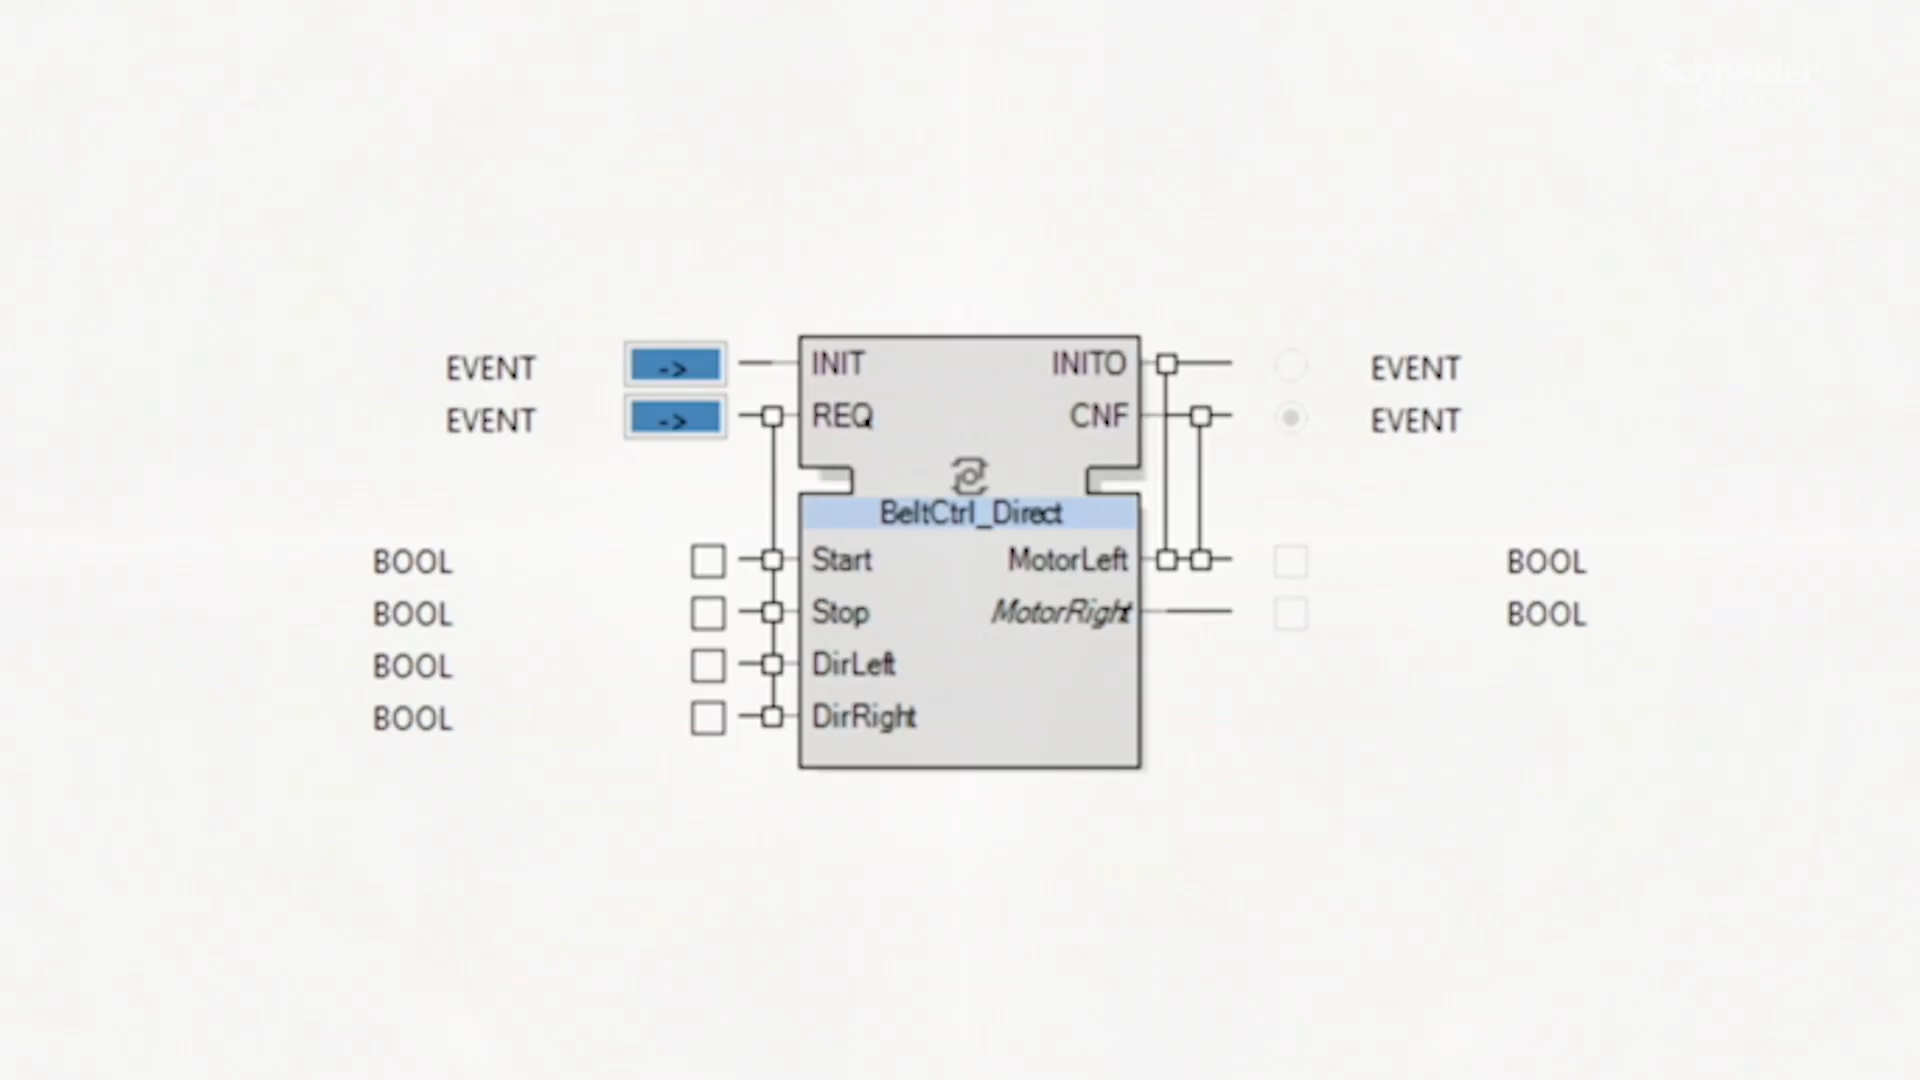 Schneider
EVENT -> INIT INITO EVENT
EVENT -> REQ CNF EVENT
BeltCtrl_Direct
BOOL Start MotorLeft BOOL
BOOL Stop MotorRight BOOL
BOOL DirLeft
BOOL DirRight